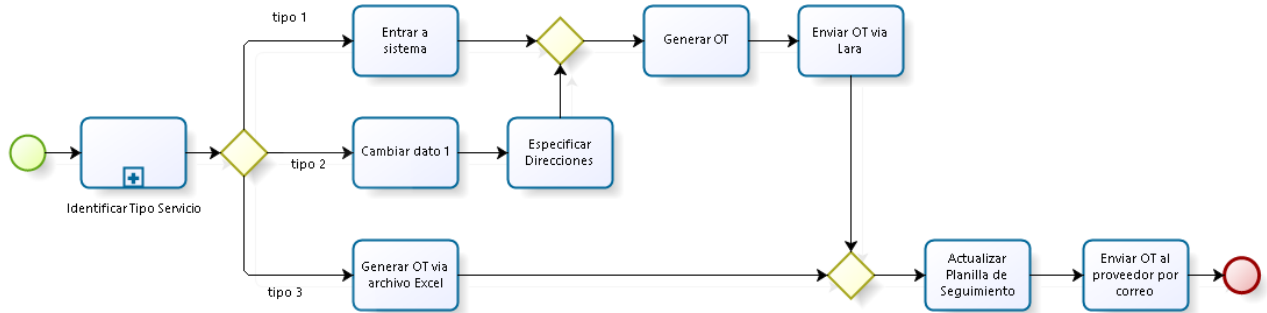 tipo 1
Entrar a
sistema
Generar OT
Enviar OT via
Lara
Identificar Tipo Servicio
tipo 2
Cambiar dato 1
Especificar
Direcciones
tipo 3
Generar OT via
archivo Excel
Actualizar
Planilla de
Seguimiento
Enviar OT al
proveedor por
correo